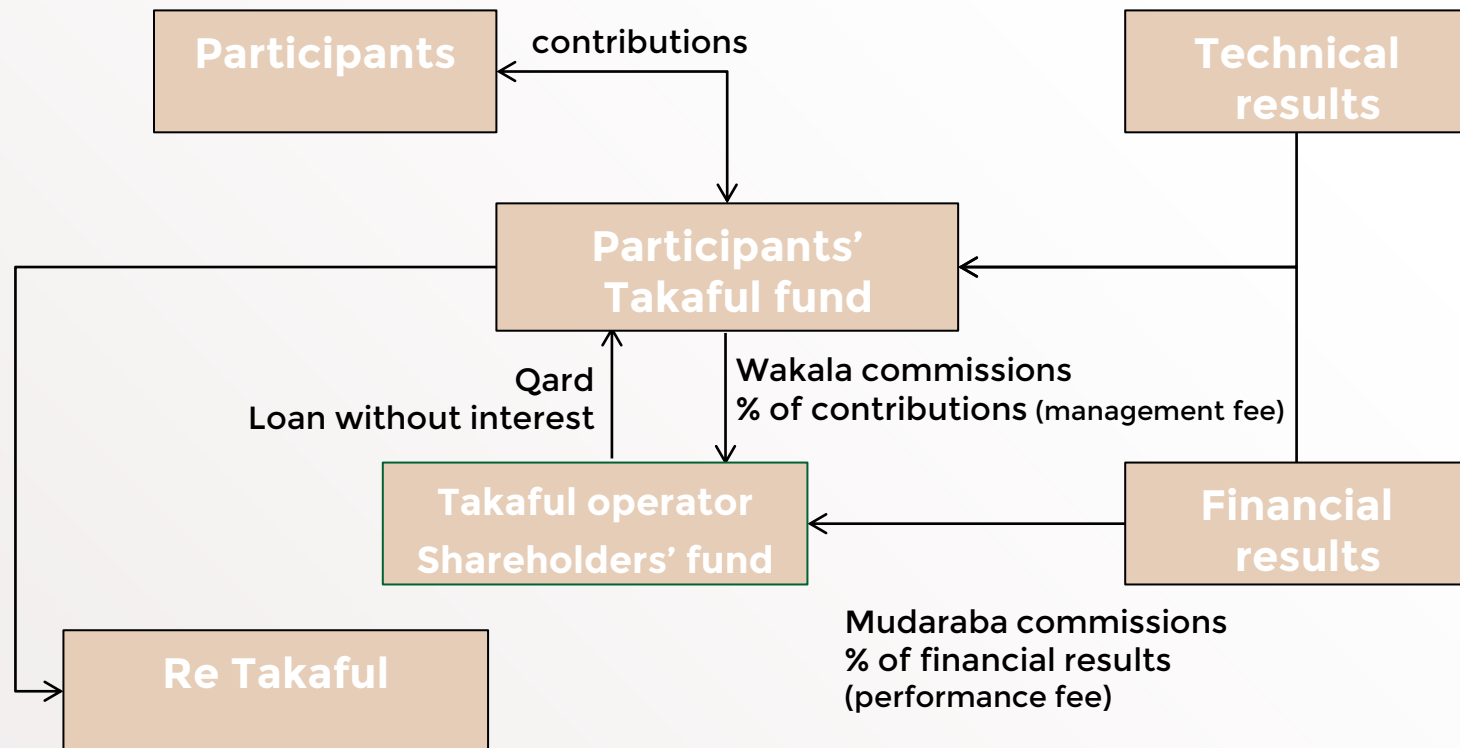 Participants
contributions
Technical
results
Participants’
Takaful fund
Qard
Loan without interest
Wakala commissions
% of contributions (management fee)
Takaful operator
Shareholders’ fund
Financial
results
Mudaraba commissions
% of financial results
(performance fee)
Re Takaful